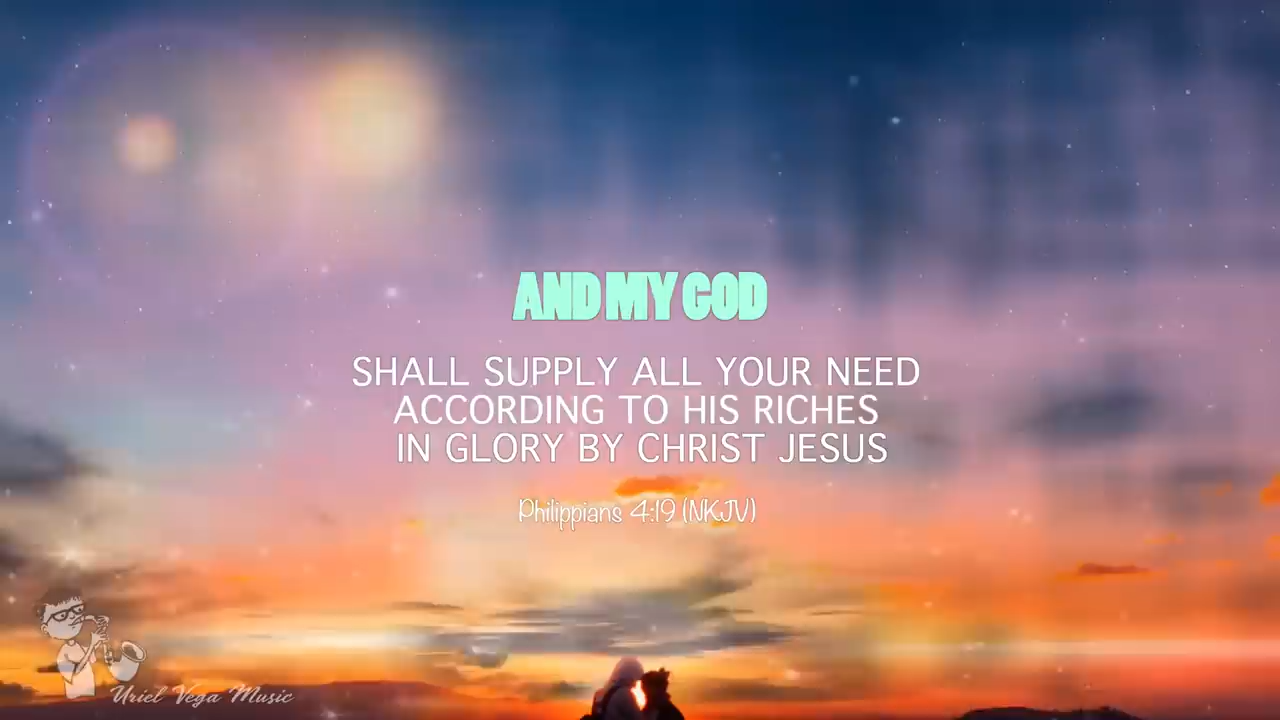 AND MY GOD
SHALL SUPPLY ALL YOUR NEED
ACCORDING TO HIS RICHES
IN GLORY BY CHRIST JESUS
Philippians 4:19 (NKJV)
Uriel Vega Music